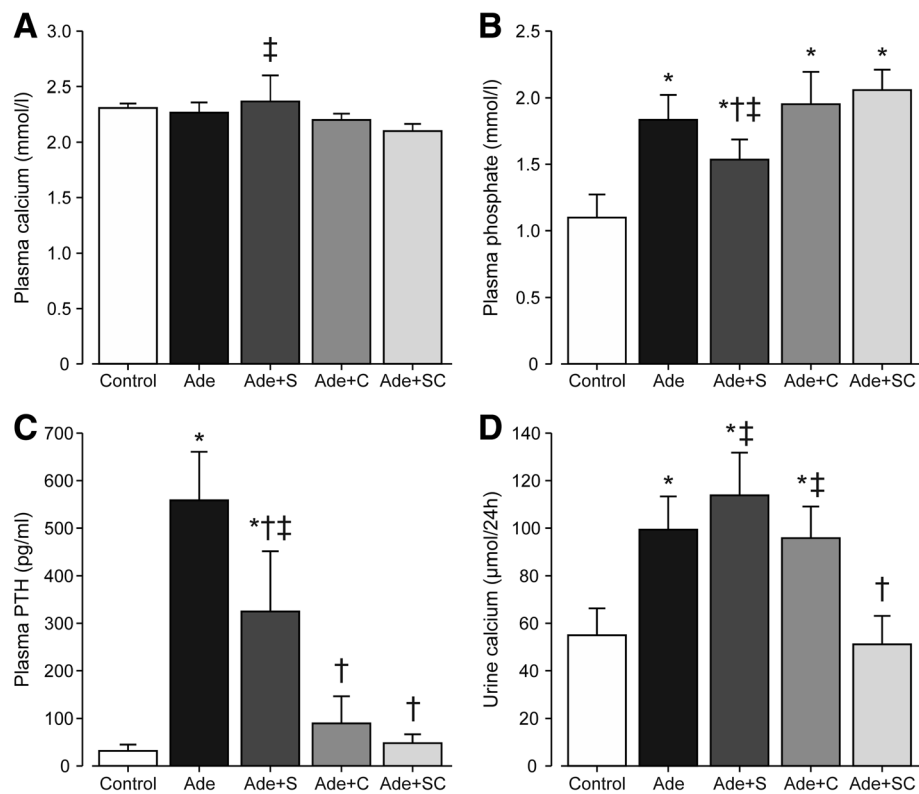 A
Plasma calcium (mmol/l)
3.0
2.5
2.0
1.5
1.0
0.5
0
‡
Control Ade Ade+S Ade+C Ade+SC
B
Plasma phosphate (mmol/l)
2.5
2.0
1.5
1.0
0.5
0
* *†‡ * *
Control Ade Ade+S Ade+C Ade+SC
C
Plasma PTH (pg/ml)
700
600
500
400
300
200
100
0
* *†‡ † †
Control Ade Ade+S Ade+C Ade+SC
D
Urine calcium (µmol/24h)
140
120
100
80
60
40
20
0
* *‡ *‡ †
Control Ade Ade+S Ade+C Ade+SC